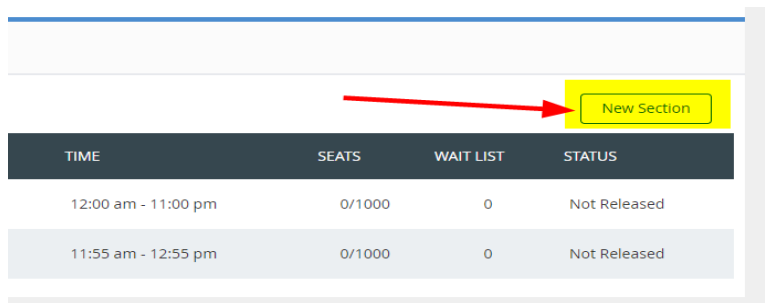 New Section
TIME SEATS WAIT LIST STATUS
12:00 am - 11:00 pm 0/1000 0 Not Released
11:55 am - 12:55 pm 0/1000 0 Not Released